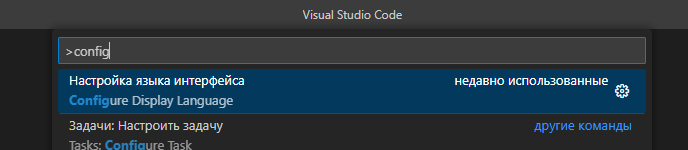 Visual Studio Code
>config
Настройка языка интерфейса недавно использованные
Configure Display Language
Задачи: Настроить задачу другие команды
Tasks: Configure Task